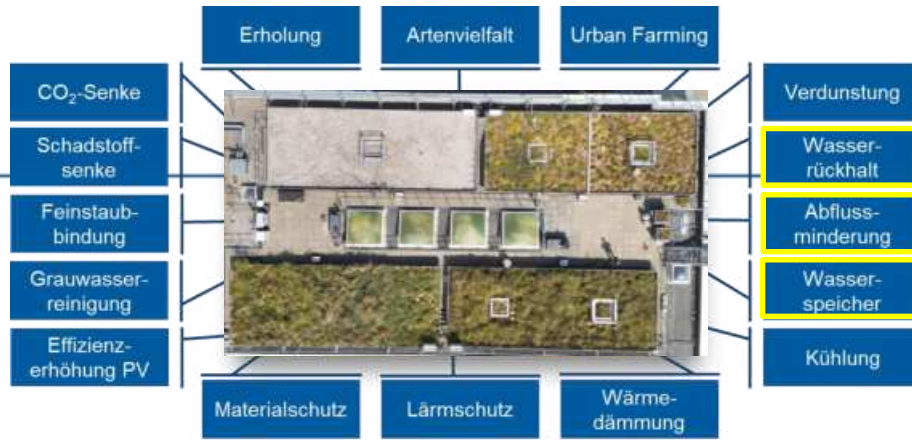 Erholung
Artenvielfalt
Urban Farming
CO₂-Senke
Schadstoff-
senke
Feinstaub-
bindung
Grauwasser-
reinigung
Effizienz-
erhöhung PV
Verdunstung
Wasser-
rückhalt
Abfluss-
minderung
Wasser-
speicher
Kühlung
Materialschutz
Lärmschutz
Wärme-
dämmung